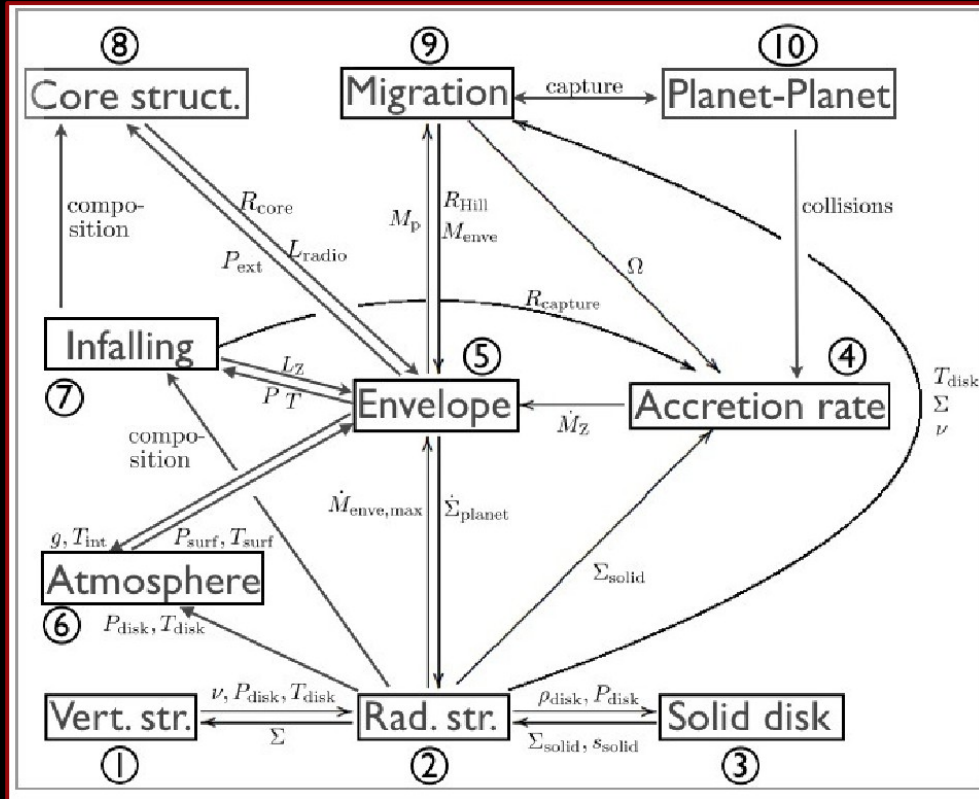 ⑧
⑨
⑩
Core struct.
Migration
capture
Planet-Planet
compo-
sition
R_core
L_radio
P_ext
M_p
R_Hill
M_enve
Ω
collisions
R_capture
Infalling
⑦
L_Z
P T
⑤
Envelope
Ṁ_Z
④
Accretion rate
T_disk
Σ
ν
compo-
sition
g, T_int
P_surf, T_surf
Ṁ_enve,max
Σ̇_planet
Σ_solid
Atmosphere
⑥
P_disk, T_disk
Vert. str.
ν, P_disk, T_disk
Σ
Rad. str.
ρ_disk, P_disk
Σ_solid, s_solid
Solid disk
①
②
③